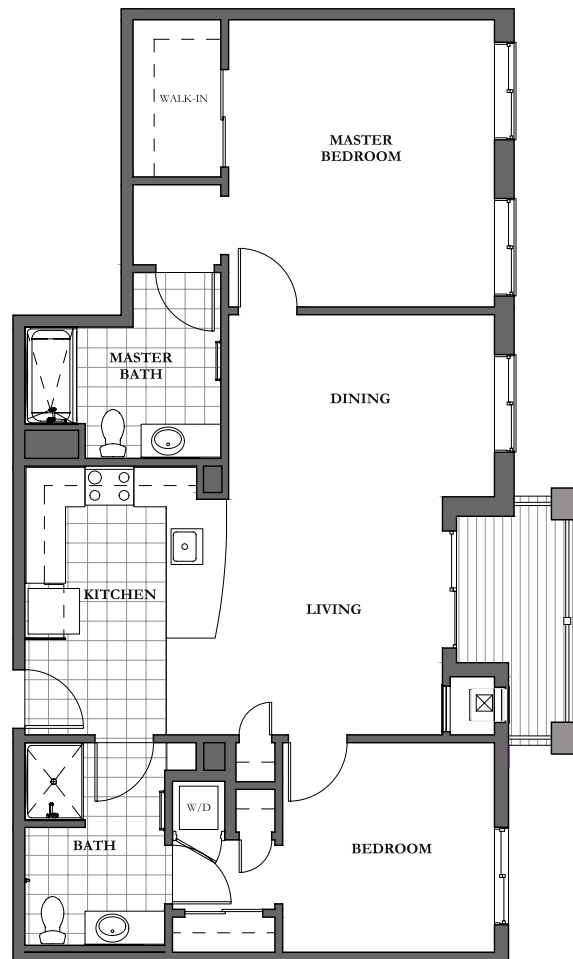 WALK-IN
MASTER
BEDROOM
MASTER
BATH
DINING
KITCHEN
LIVING
W/D
BATH
BEDROOM